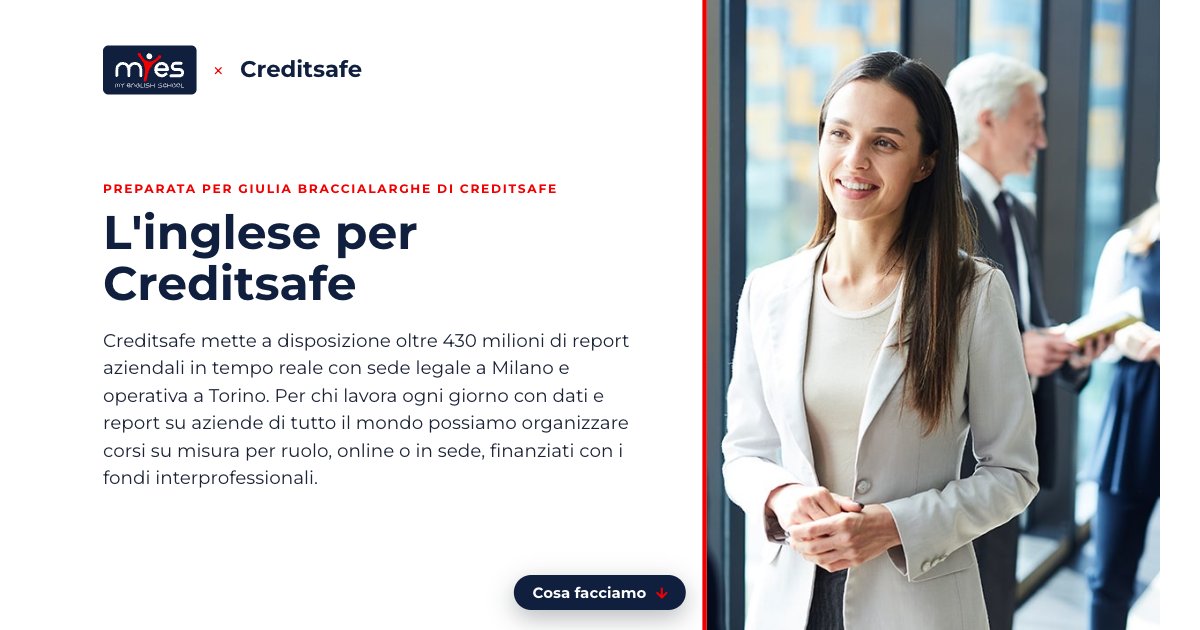 myes
MY ENGLISH SCHOOL
× Creditsafe
PREPARATA PER GIULIA BRACCIALARGHE DI CREDITSAFE
L'inglese per
Creditsafe
Creditsafe mette a disposizione oltre 430 milioni di report
aziendali in tempo reale con sede legale a Milano e
operativa a Torino. Per chi lavora ogni giorno con dati e
report su aziende di tutto il mondo possiamo organizzare
corsi su misura per ruolo, online o in sede, finanziati con i
fondi interprofessionali.
Cosa facciamo ↓